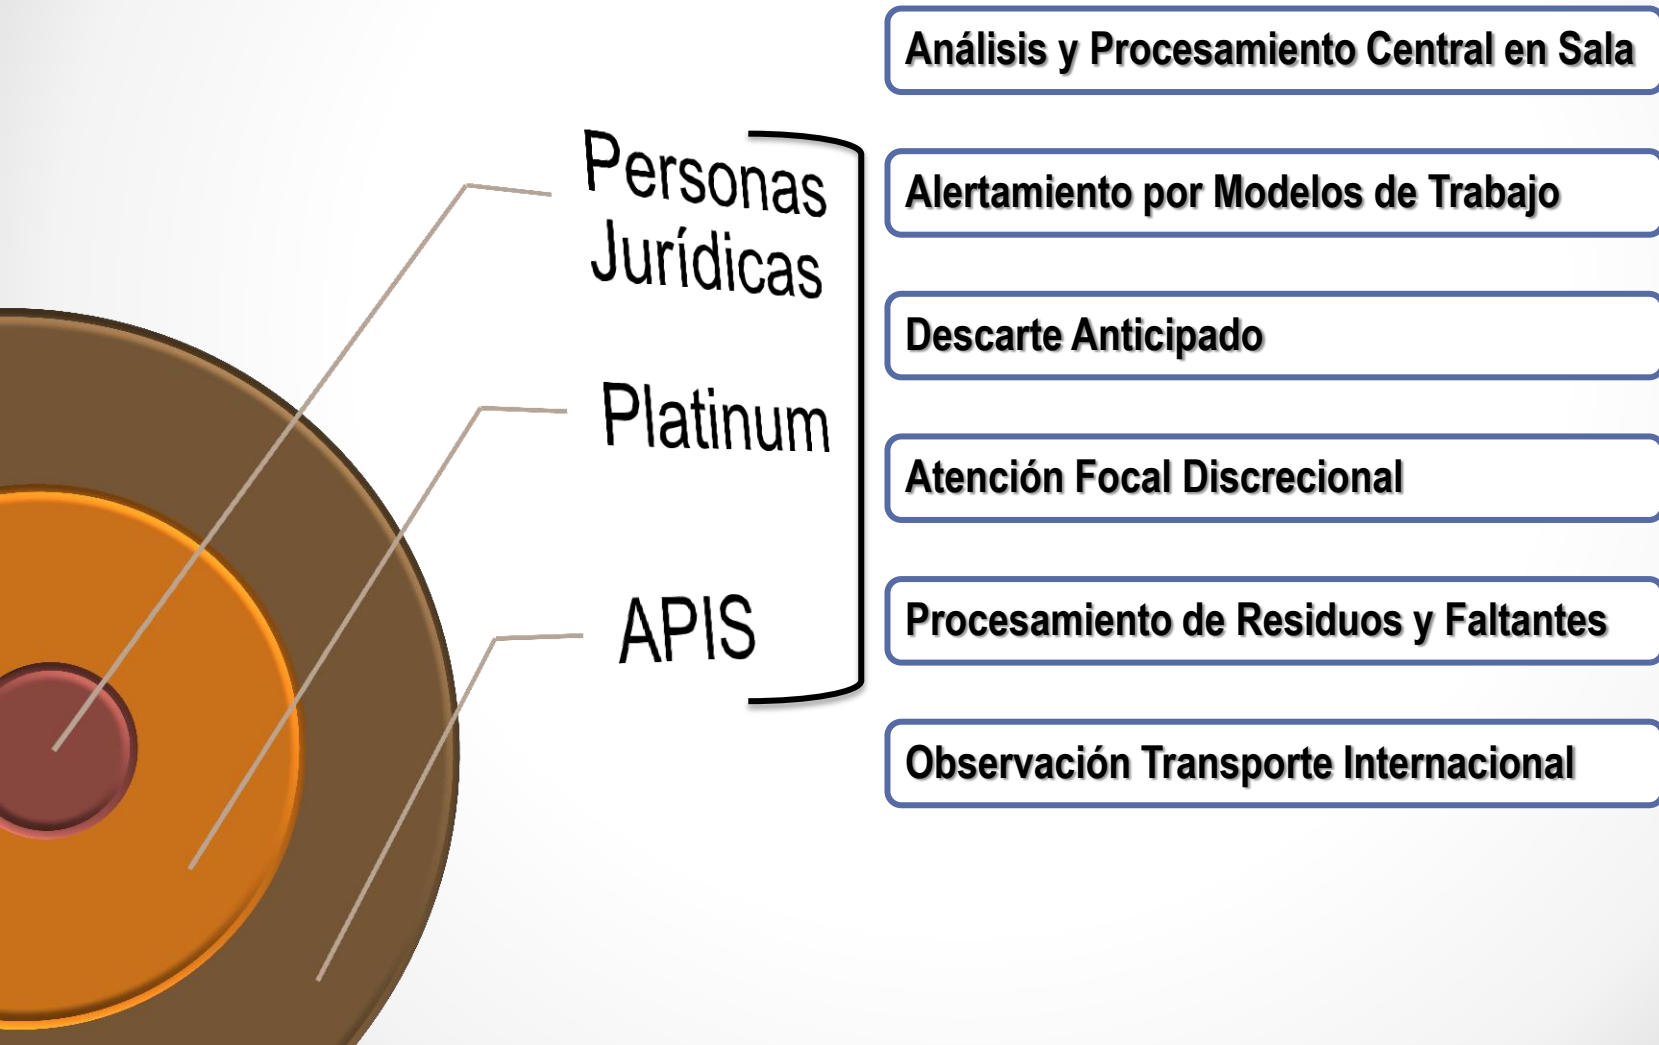 Personas
Jurídicas
Platinum
APIS
Análisis y Procesamiento Central en Sala
Alertamiento por Modelos de Trabajo
Descarte Anticipado
Atención Focal Discrecional
Procesamiento de Residuos y Faltantes
Observación Transporte Internacional